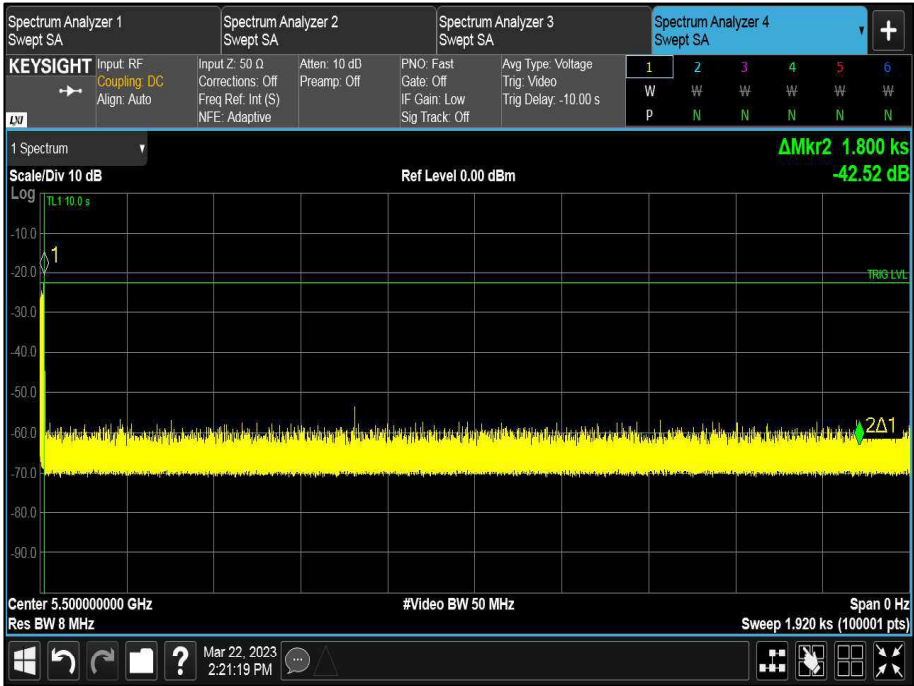 Spectrum Analyzer 1
Swept SA
Spectrum Analyzer 2
Swept SA
Spectrum Analyzer 3
Swept SA
Spectrum Analyzer 4
Swept SA
KEYSIGHT
LXI
Input: RF
Coupling: DC
Align: Auto
Input Z: 50 Ω
Corrections: Off
Freq Ref: Int (S)
NFE: Adaptive
Atten: 10 dB
Preamp: Off
PNO: Fast
Gate: Off
IF Gain: Low
Sig Track: Off
Avg Type: Voltage
Trig: Video
Trig Delay: -10.00 s
1 2 3 4 5 6
W W W W W W
P N N N N N
1 Spectrum
ΔMkr2 1.800 ks
-42.52 dB
Scale/Div 10 dB
Ref Level 0.00 dBm
Log
TL1 10.0 s
-10.0
1
-20.0
TRIG LVL
-30.0
-40.0
-50.0
-60.0
2Δ1
-70.0
-80.0
-90.0
Center 5.500000000 GHz
#Video BW 50 MHz
Span 0 Hz
Res BW 8 MHz
Sweep 1.920 ks (100001 pts)
Mar 22, 2023
2:21:19 PM